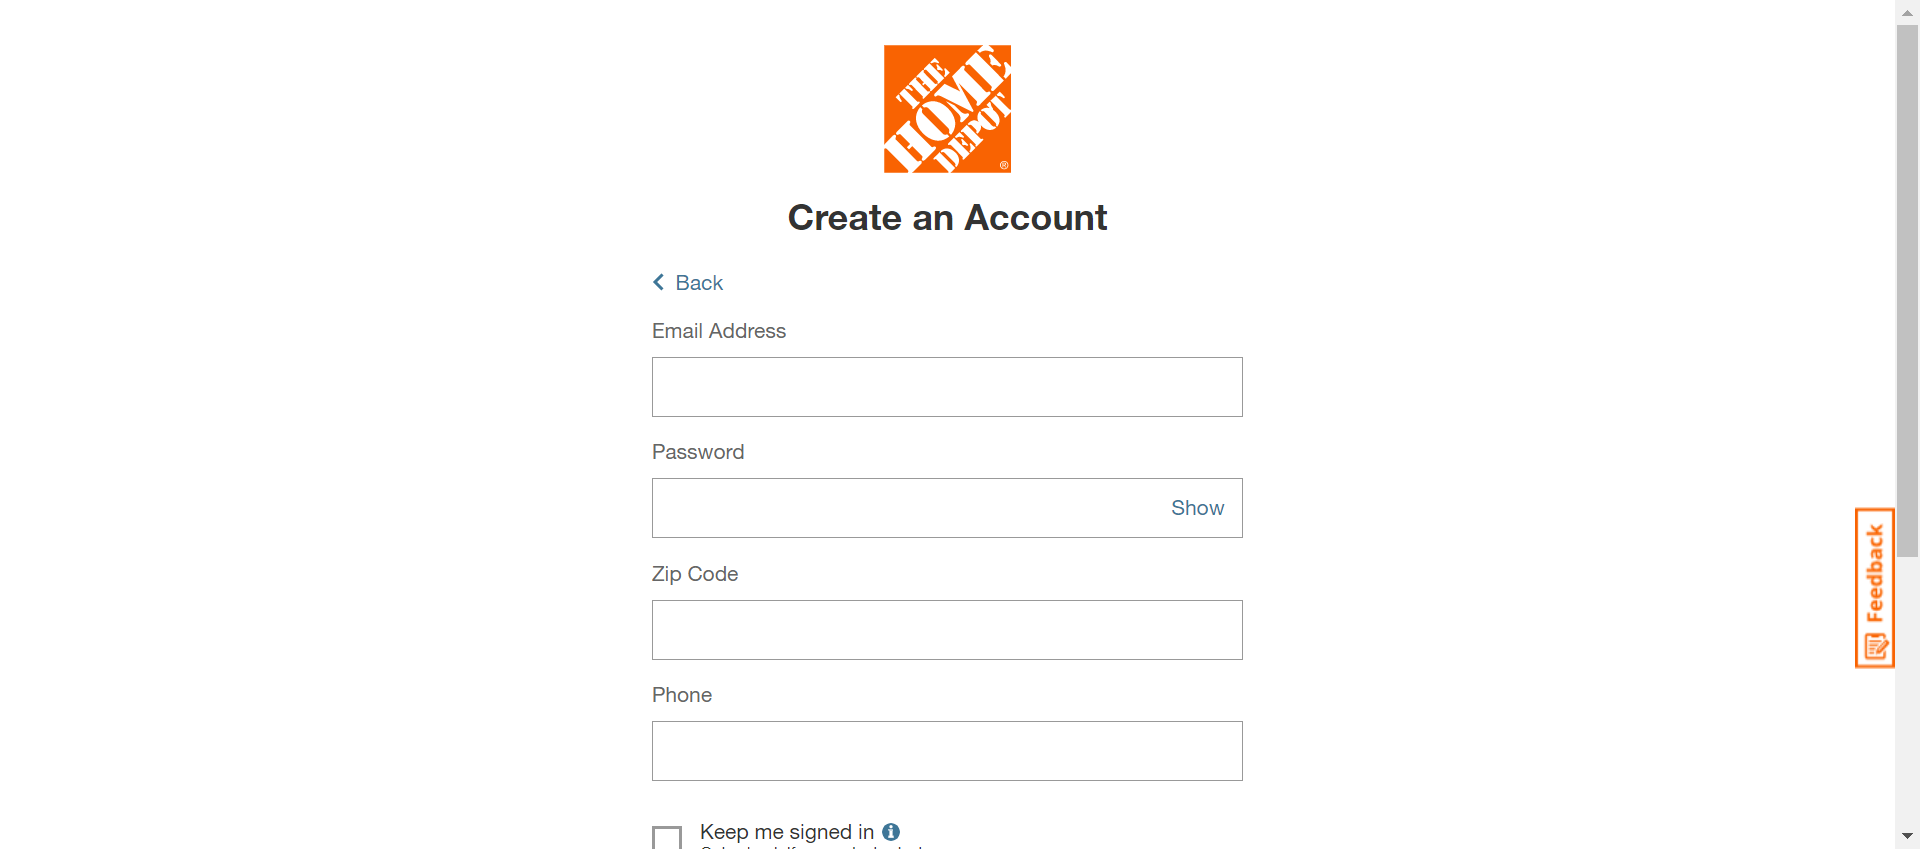 THE
HOME
DEPOT
®
Create an Account
Back
Email Address
Password
Show
Zip Code
Phone
Keep me signed in
Feedback